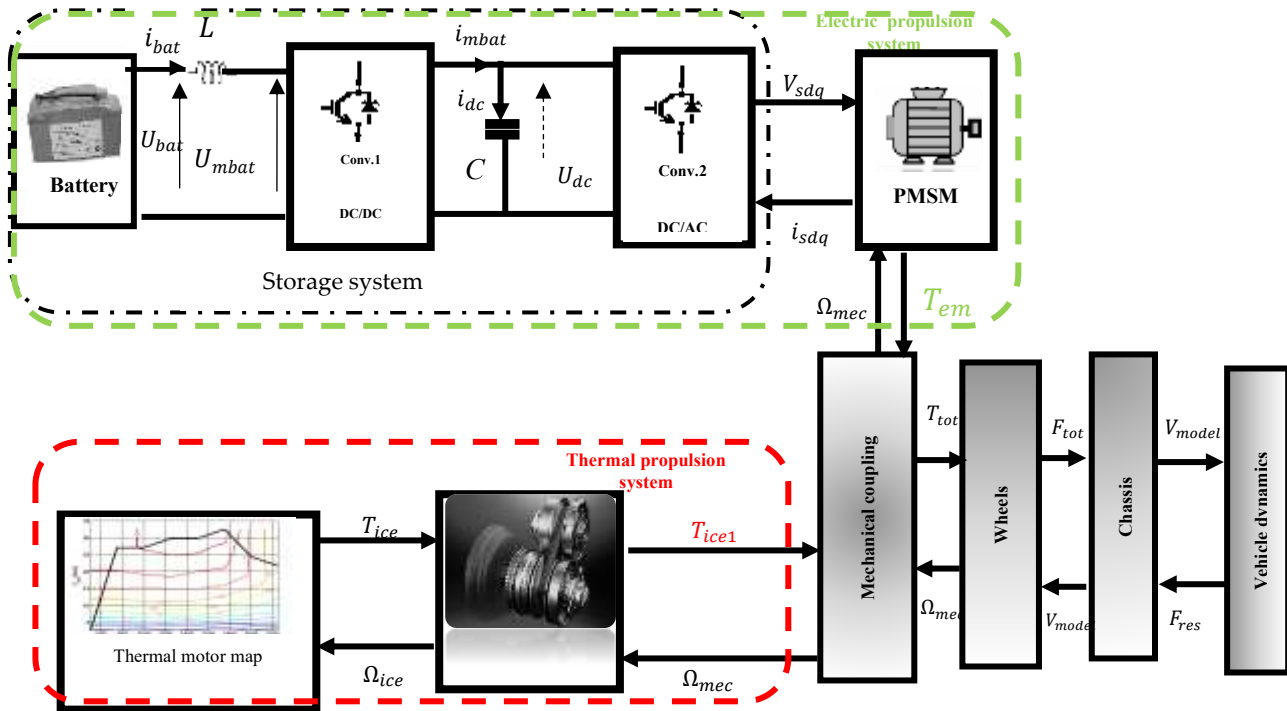 Electric propulsion
system
i_bat
L
i_mbat
V_sdq
i_dc
U_bat
U_mbat
Conv.1
C
U_dc
Conv.2
Battery
PMSM
DC/DC
DC/AC
i_sdq
Storage system
Ω_mec
T_em
T_tot
F_tot
V_model
Thermal propulsion
system
T_ice
T_ice1
Mechanical coupling
Wheels
Chassis
Vehicle dynamics
Ω_mec
V_model
F_res
Thermal motor map
Ω_ice
Ω_mec